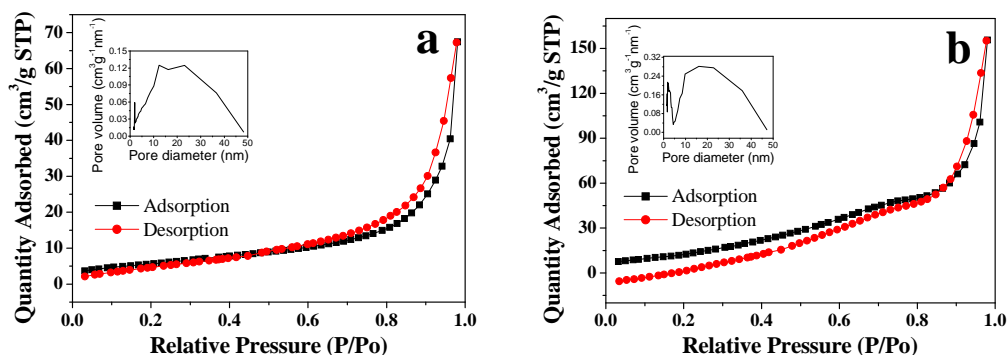 a
Quantity Adsorbed (cm³/g STP)
70
60
50
40
30
20
10
0
0.0 0.2 0.4 0.6 0.8 1.0
Relative Pressure (P/Po)
Adsorption
Desorption
Pore volume (cm³g⁻¹nm⁻¹)
0.15
0.12
0.09
0.06
0.03
0.00
0 10 20 30 40 50
Pore diameter (nm)
b
Quantity Adsorbed (cm³/g STP)
150
120
90
60
30
0
0.0 0.2 0.4 0.6 0.8 1.0
Relative Pressure (P/Po)
Adsorption
Desorption
Pore volume (cm³g⁻¹nm⁻¹)
0.32
0.24
0.16
0.08
0.00
0 10 20 30 40 50
Pore diameter (nm)